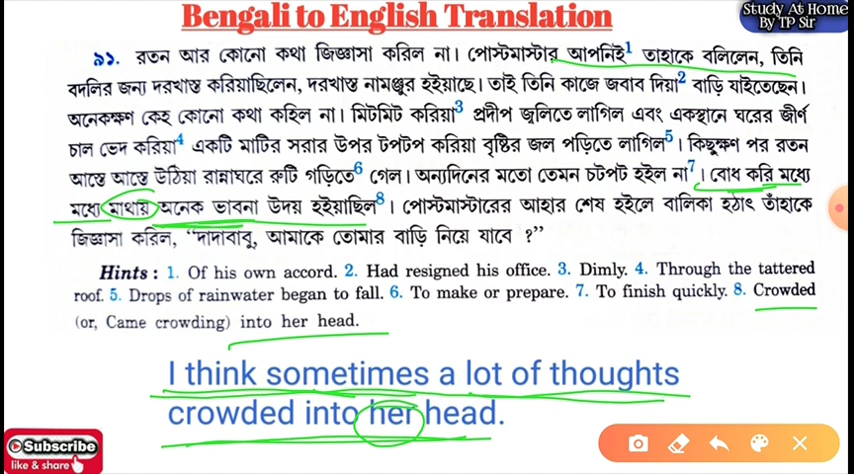 Bengali to English Translation
Study At Home
By TP Sir
৯১. রতন আর কোনো কথা জিজ্ঞাসা করিল না। পোস্টমাস্টার আপনিই¹ তাহাকে বলিলেন, তিনি
বদলির জন্য দরখাস্ত করিয়াছিলেন, দরখাস্ত নামঞ্জুর হইয়াছে। তাই তিনি কাজে জবাব দিয়া² বাড়ি যাইতেছেন।
অনেকক্ষণ কেহ কোনো কথা কহিল না। মিটমিট করিয়া³ প্রদীপ জ্বলিতে লাগিল এবং একস্থানে ঘরের জীর্ণ
চাল ভেদ করিয়া⁴ একটি মাটির সরার উপর টপটপ করিয়া বৃষ্টির জল পড়িতে লাগিল⁵। কিছুক্ষণ পর রতন
আস্তে আস্তে উঠিয়া রান্নাঘরে রুটি গড়িতে⁶ গেল। অন্যদিনের মতো তেমন চটপট হইল না⁷। বোধ করি মধ্যে
মধ্যে মাথায় অনেক ভাবনা উদয় হইয়াছিল⁸। পোস্টমাস্টারের আহার শেষ হইলে বালিকা হঠাৎ তাঁহাকে
জিজ্ঞাসা করিল, “দাদাবাবু, আমাকে তোমার বাড়ি নিয়ে যাবে ?”
Hints : 1. Of his own accord. 2. Had resigned his office. 3. Dimly. 4. Through the tattered
roof. 5. Drops of rainwater began to fall. 6. To make or prepare. 7. To finish quickly. 8. Crowded
(or, Came crowding) into her head.
I think sometimes a lot of thoughts
crowded into her head.
Subscribe
like & share